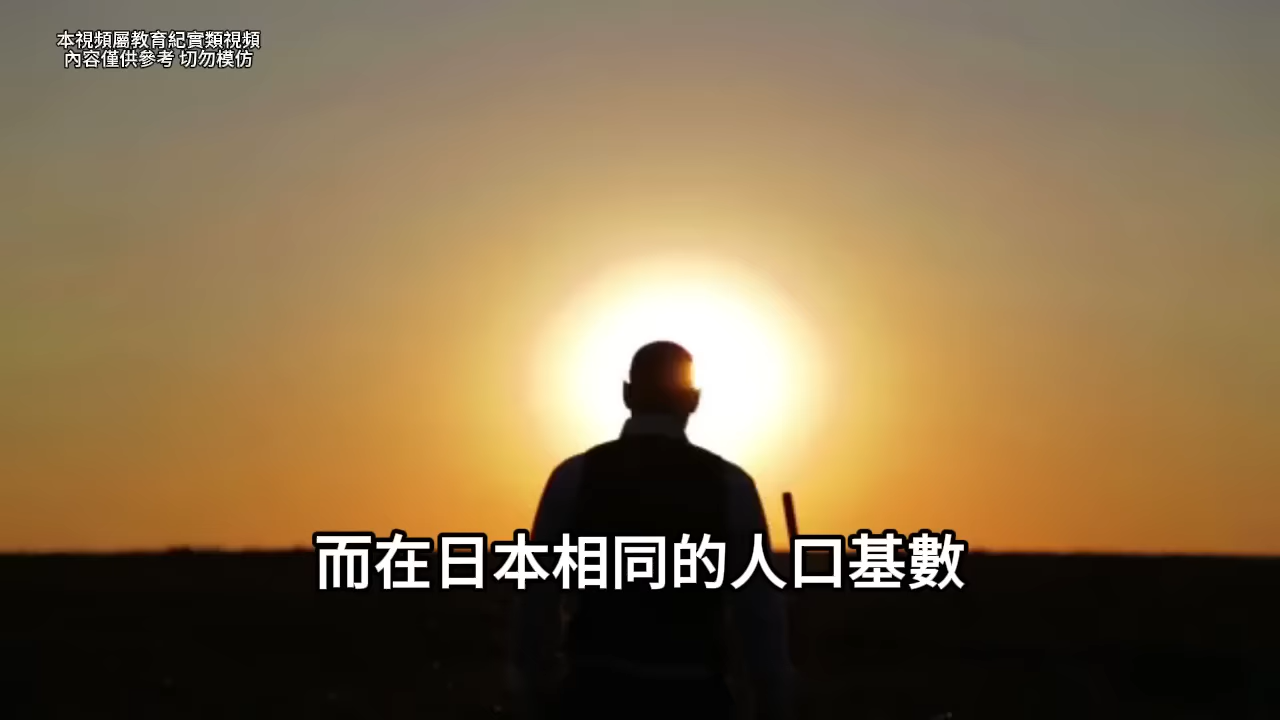 本視頻屬教育紀實類視頻
內容僅供參考 切勿模仿
而在日本相同的人口基數